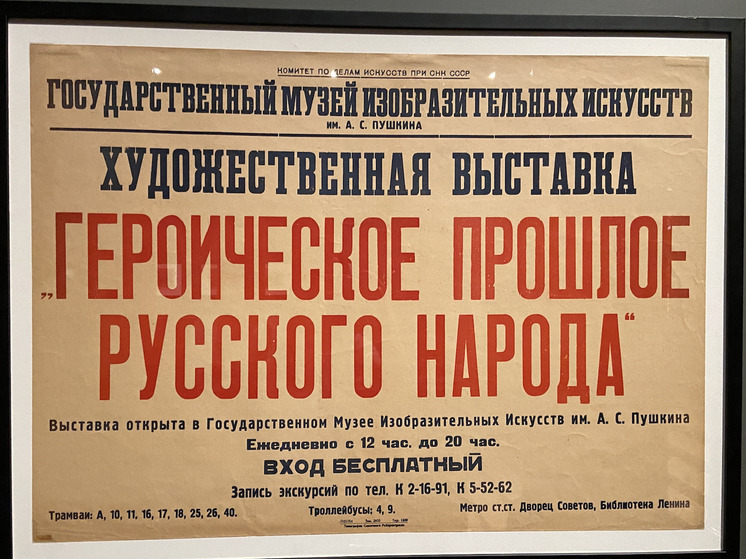 КОМИТЕТ ПО ДЕЛАМ ИСКУССТВ ПРИ СНК СССР
ГОСУДАРСТВЕННЫЙ МУЗЕЙ ИЗОБРАЗИТЕЛЬНЫХ ИСКУССТВ
ИМ. А. С. ПУШКИНА
ХУДОЖЕСТВЕННАЯ ВЫСТАВКА
„ГЕРОИЧЕСКОЕ ПРОШЛОЕ
РУССКОГО НАРОДА“
Выставка открыта в Государственном Музее Изобразительных Искусств им. А. С. Пушкина
Ежедневно с 12 час. до 20 час.
ВХОД БЕСПЛАТНЫЙ
Запись экскурсий по тел. К 2-16-91, К 5-52-62
Трамваи: А, 10, 11, 16, 17, 18, 25, 26, 40. Троллейбусы: 4, 9. Метро ст.ст. Дворец Советов, Библиотека Ленина